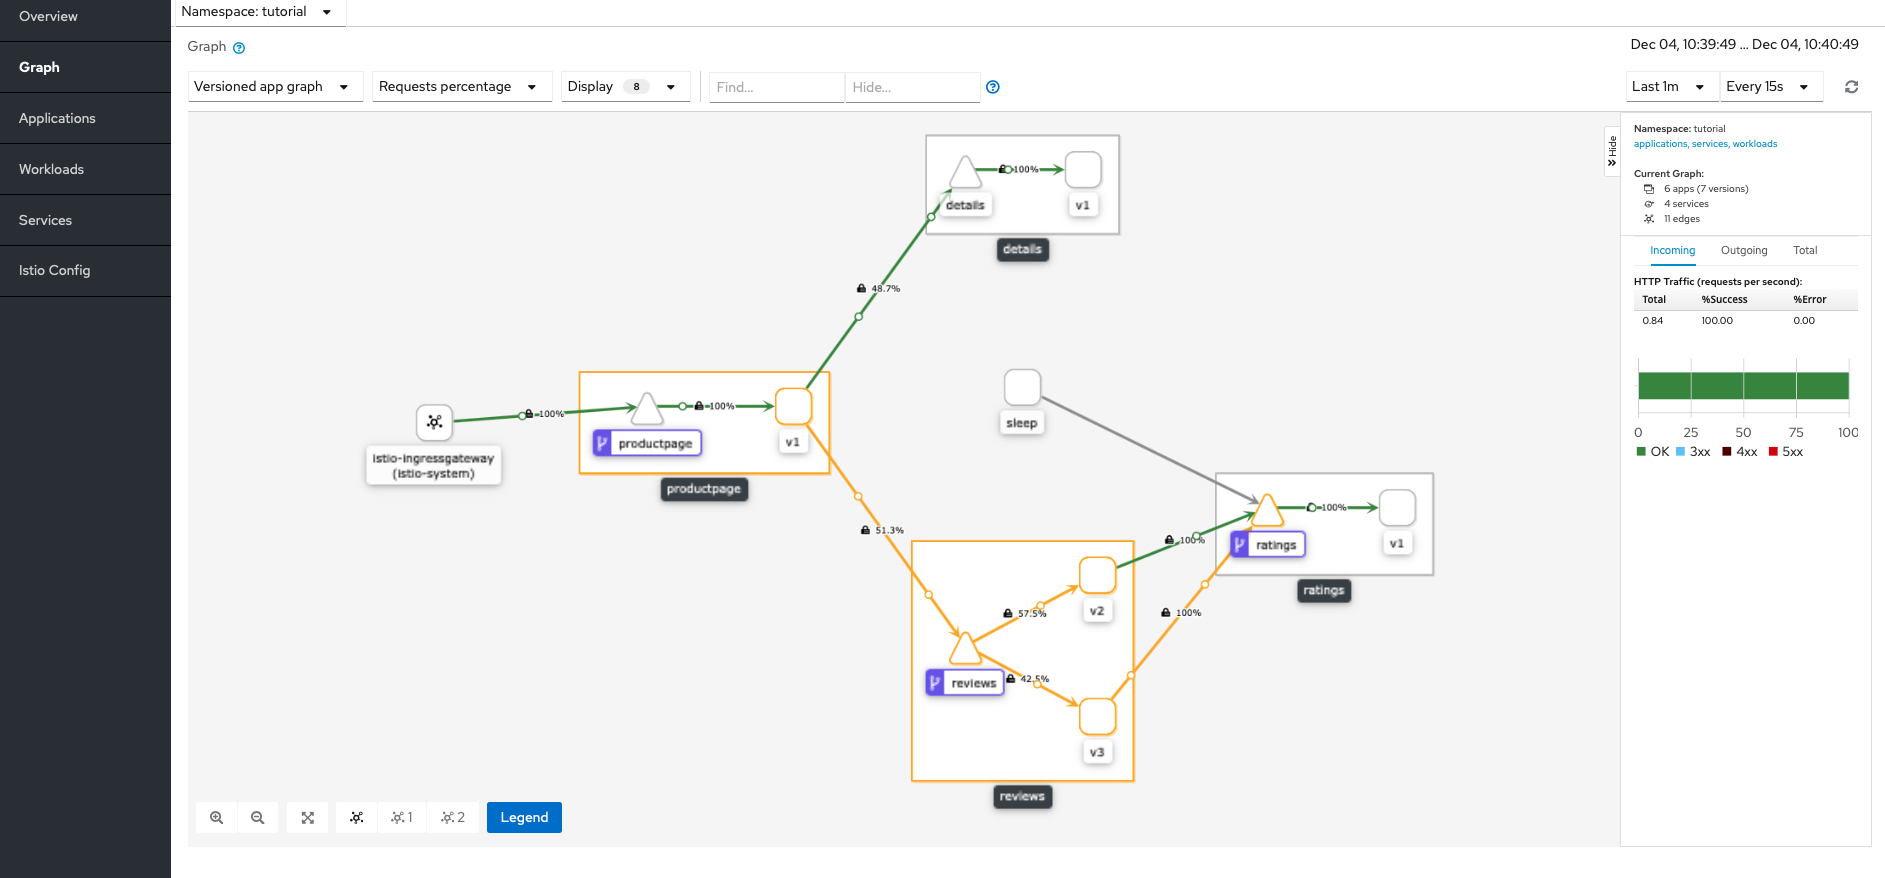 Overview
Graph
Applications
Workloads
Services
Istio Config
Namespace: tutorial
Graph
Dec 04, 10:39:49 ... Dec 04, 10:40:49
Versioned app graph
Requests percentage
Display 8
Find...
Hide...
Last 1m
Every 15s
details
v1
100%
details
48.7%
istio-ingressgateway
(istio-system)
100%
productpage
100%
v1
productpage
sleep
51.3%
reviews
57.5%
42.5%
v2
v3
reviews
100%
100%
ratings
100%
v1
ratings
Legend
1
2
Hide
Namespace: tutorial
applications, services, workloads
Current Graph:
6 apps (7 versions)
4 services
11 edges
Incoming Outgoing Total
HTTP Traffic (requests per second):
Total %Success %Error
0.84 100.00 0.00
0 25 50 75 100
OK 3xx 4xx 5xx